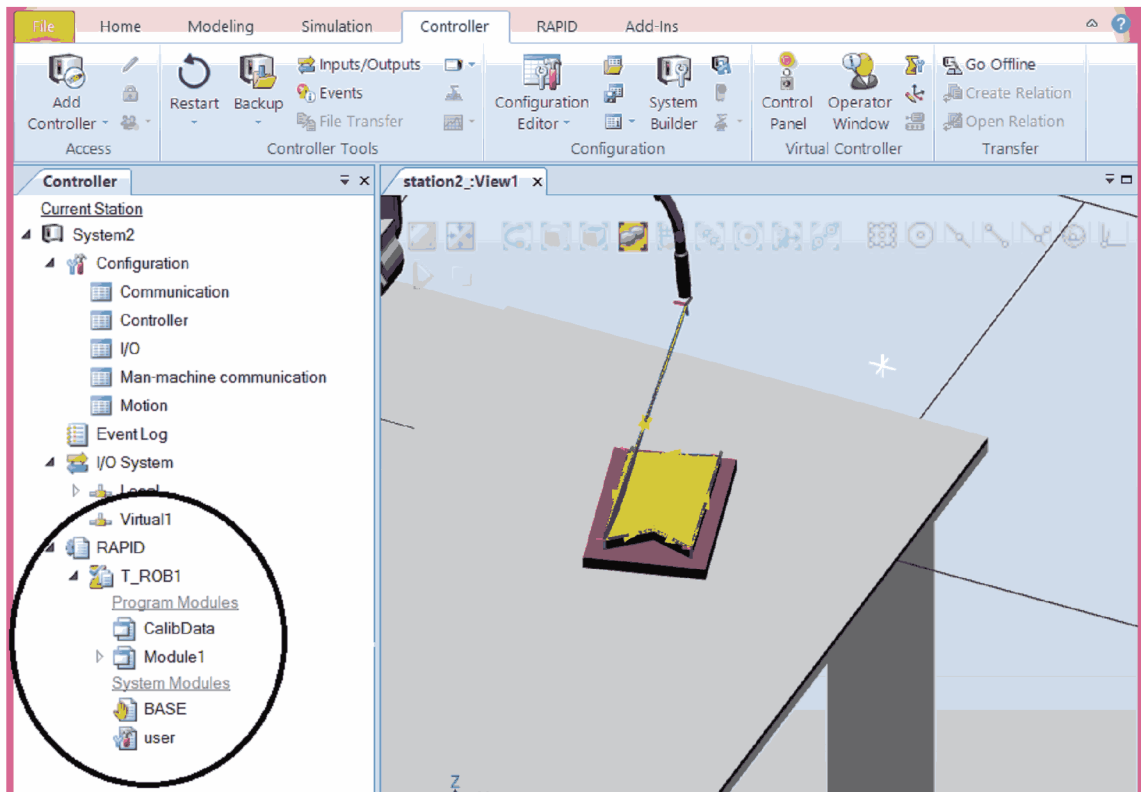 File Home Modeling Simulation Controller RAPID Add-Ins
Inputs/Outputs Go Offline
Events Create Relation
Add Restart Backup Configuration System Control Operator
Controller File Transfer Editor Builder Panel Window Open Relation
Access Controller Tools Configuration Virtual Controller Transfer
Controller station2_:View1
Current Station
System2
Configuration
Communication
Controller
I/O
Man-machine communication
Motion
Event Log
I/O System
Local
Virtual1
RAPID
T_ROB1
Program Modules
CalibData
Module1
System Modules
BASE
user
Z